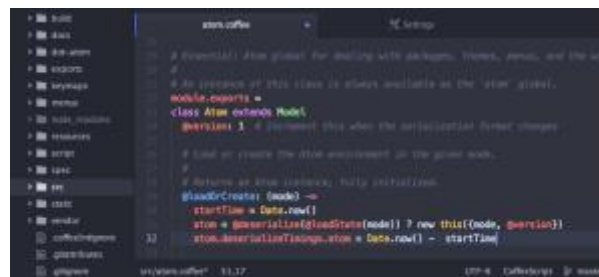 build
docs
dot-atom
exports
keymaps
menus
node_modules
resources
script
spec
src
static
vendor
.coffeelintignore
.gitattributes
.gitignore
atom.coffee
Settings
# Essential: Atom global for dealing with packages, themes, menus, and the
#
# An instance of this class is always available as the `atom` global.
module.exports =
class Atom extends Model
@version: 1 # Increment this when the serialization format changes
# Load or create the Atom environment in the given mode.
#
# Returns an Atom instance, fully initialized
@loadOrCreate: (mode) ->
startTime = Date.now()
atom = @deserialize(@loadState(mode)) ? new this({mode, @version})
32 atom.deserializeTimings.atom = Date.now() - startTime
src/atom.coffee* 32,57 UTF-8 CoffeeScript